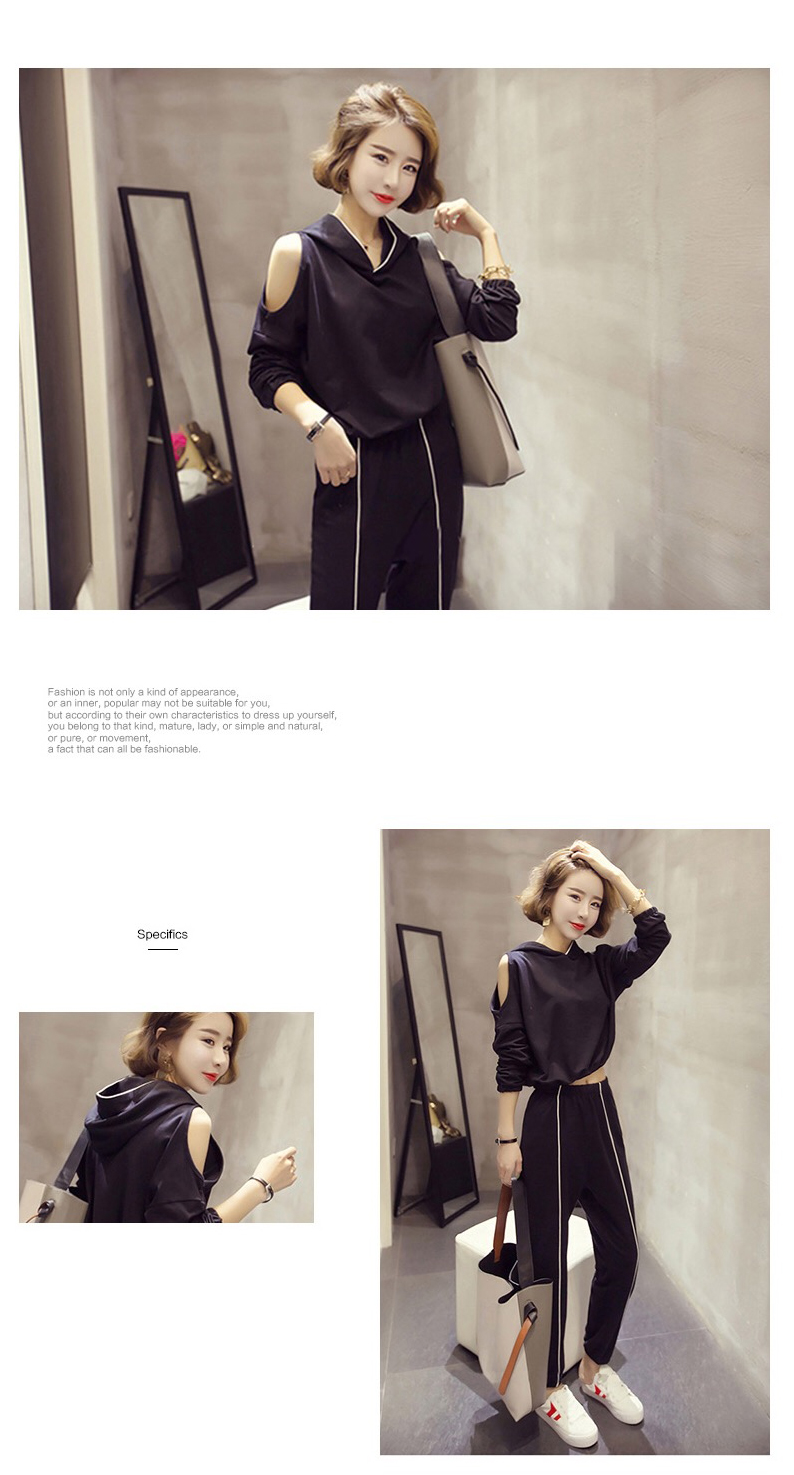 Fashion is not only a kind of appearance,
or an inner, popular may not be suitable for you,
but according to their own characteristics to dress up yourself,
you belong to that kind, mature, lady, or simple and natural,
or pure, or movement,
a fact that can all be fashionable.
Specifics